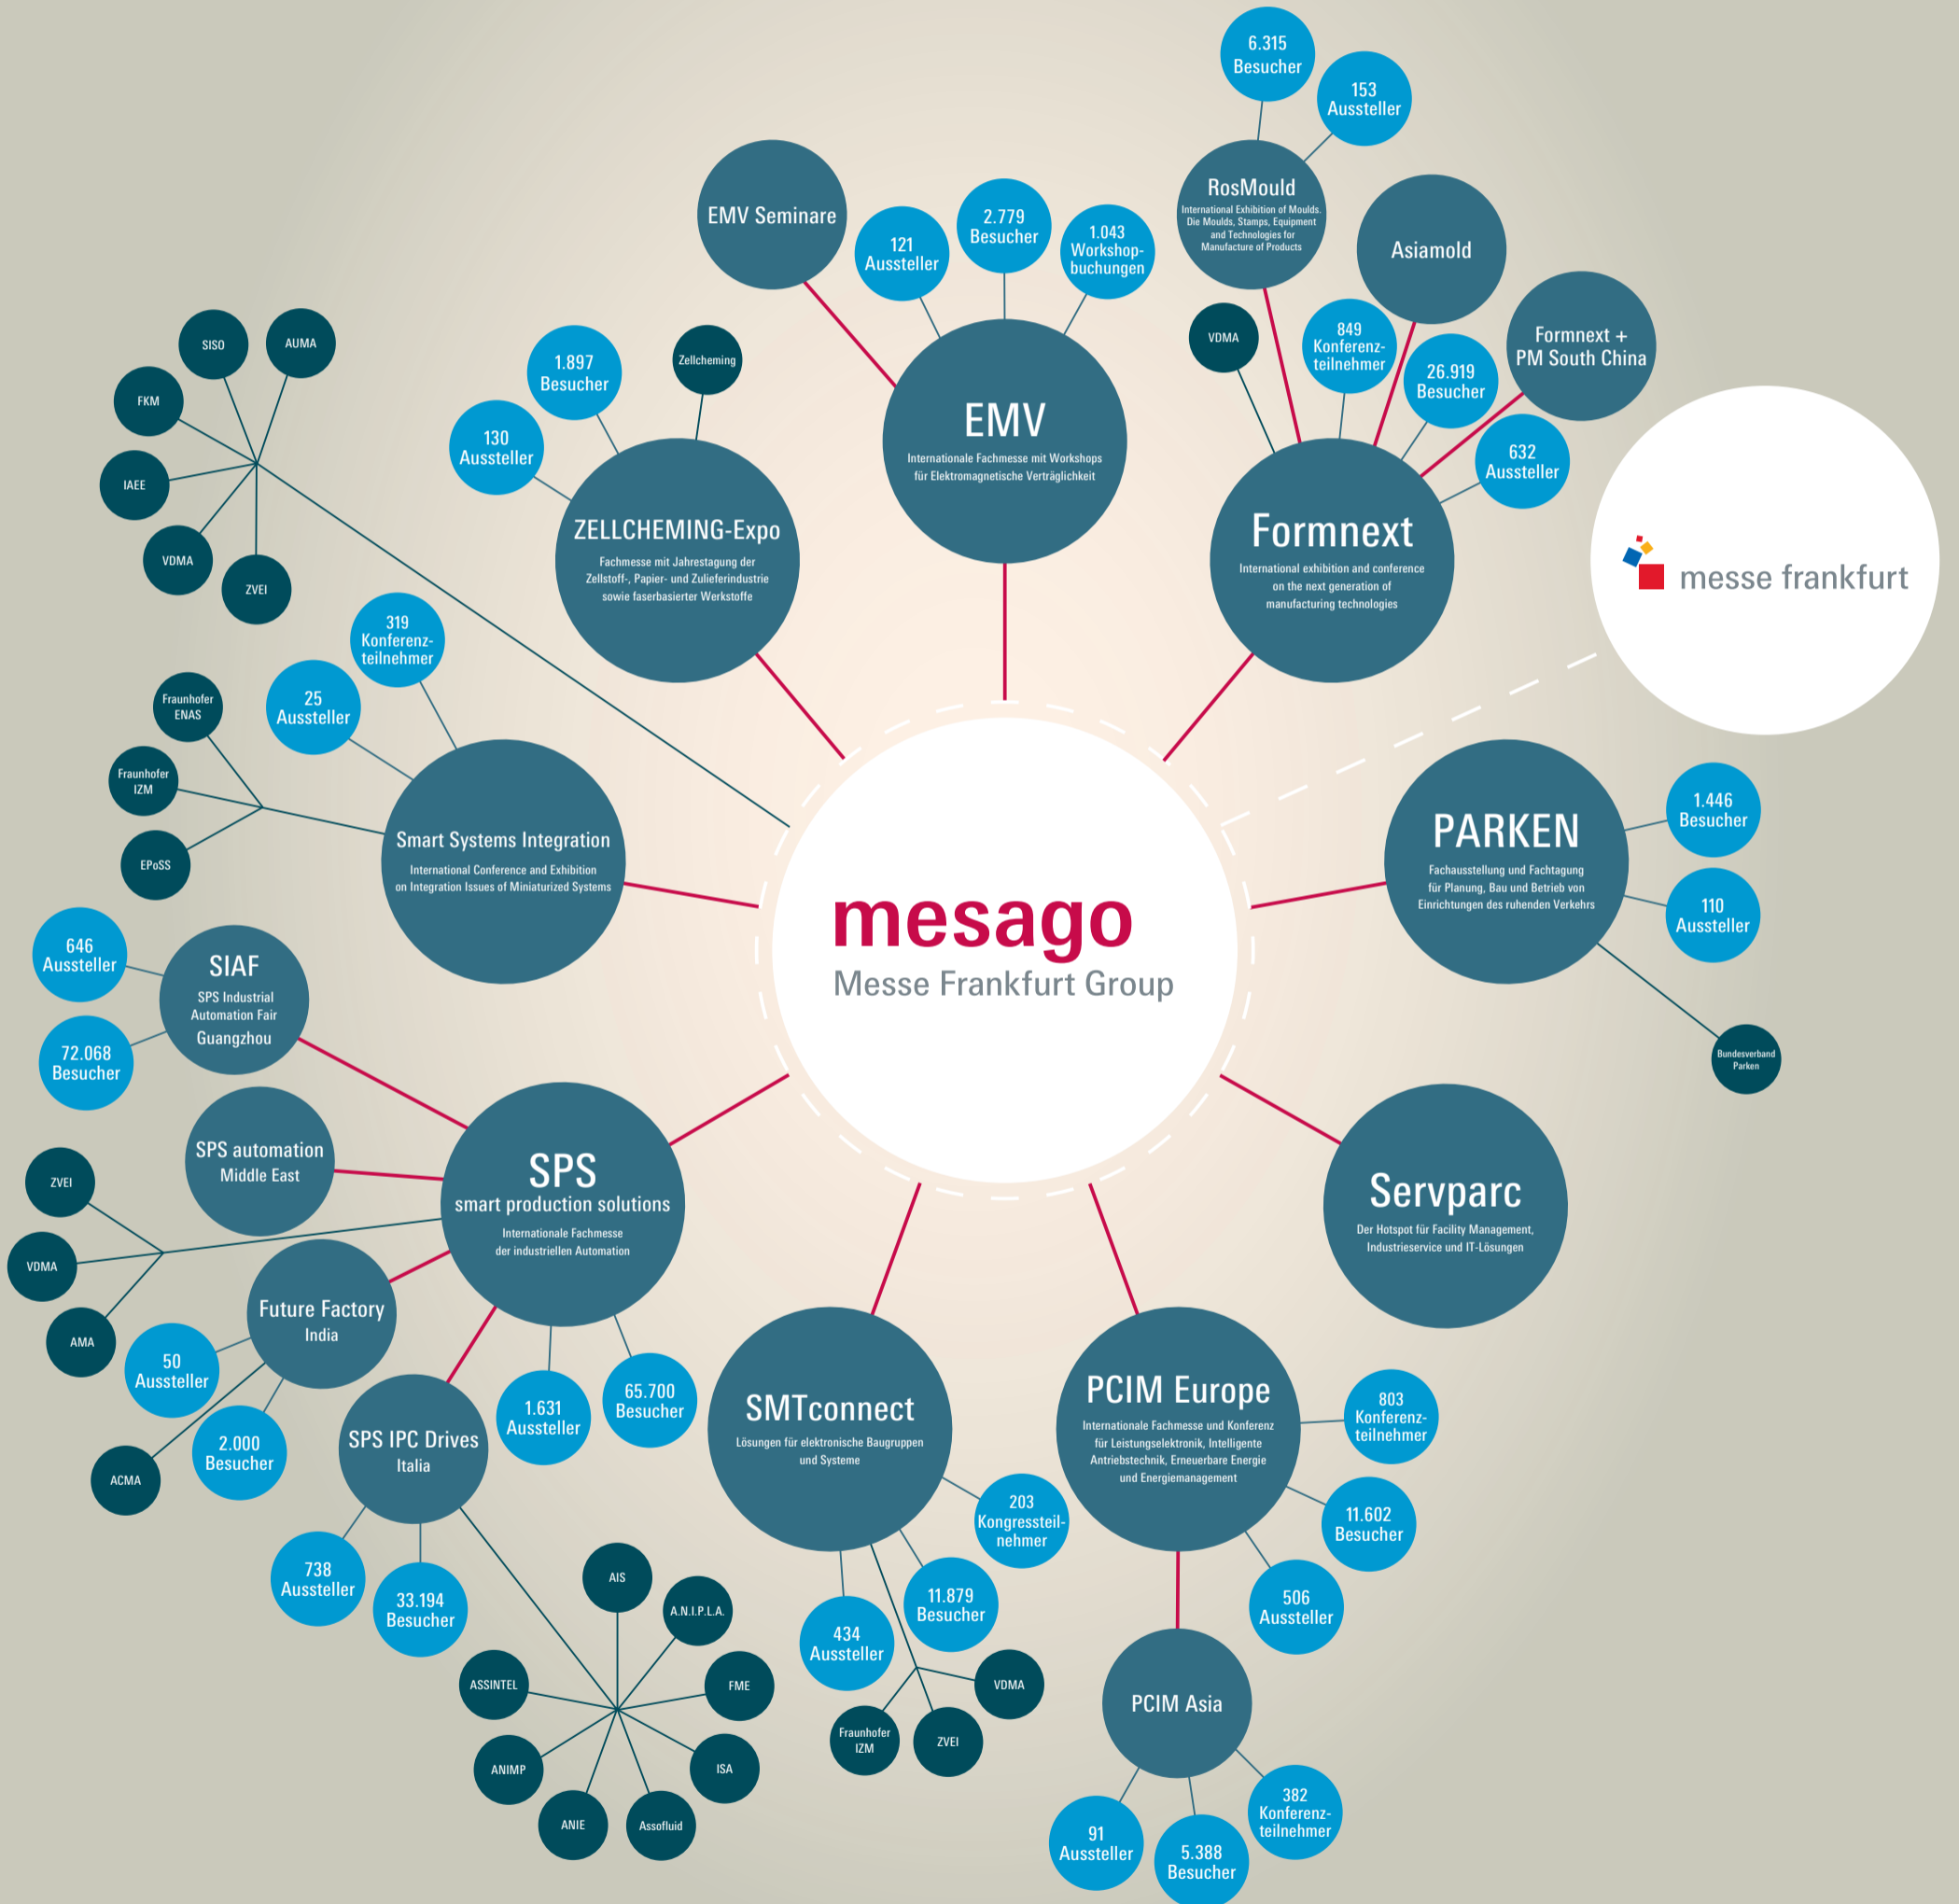 6.315
Besucher
153
Aussteller
RosMould
International Exhibition of Moulds.
Die Moulds, Stamps, Equipment
and Technologies for
Manufacture of Products
Asiamold
Formnext +
PM South China
VDMA
849
Konferenz-
teilnehmer
26.919
Besucher
632
Aussteller
Formnext
International exhibition and conference
on the next generation of
manufacturing technologies
EMV Seminare
121
Aussteller
2.779
Besucher
1.043
Workshop-
buchungen
EMV
Internationale Fachmesse mit Workshops
für Elektromagnetische Verträglichkeit
130
Aussteller
1.897
Besucher
Zellcheming
ZELLCHEMING-Expo
Fachmesse mit Jahrestagung der
Zellstoff-, Papier- und Zulieferindustrie
sowie faserbasierter Werkstoffe
SISO
AUMA
FKM
IAEE
VDMA
ZVEI
messe frankfurt
319
Konferenz-
teilnehmer
25
Aussteller
Fraunhofer
ENAS
Fraunhofer
IZM
EPoSS
Smart Systems Integration
International Conference and Exhibition
on Integration Issues of Miniaturized Systems
mesago
Messe Frankfurt Group
PARKEN
Fachausstellung und Fachtagung
für Planung, Bau und Betrieb von
Einrichtungen des ruhenden Verkehrs
1.446
Besucher
110
Aussteller
Bundesverband
Parken
646
Aussteller
72.068
Besucher
SIAF
SPS Industrial
Automation Fair
Guangzhou
SPS automation
Middle East
ZVEI
VDMA
AMA
SPS
smart production solutions
Internationale Fachmesse
der industriellen Automation
1.631
Aussteller
65.700
Besucher
Future Factory
India
50
Aussteller
2.000
Besucher
ACMA
SPS IPC Drives
Italia
738
Aussteller
33.194
Besucher
AIS
A.N.I.P.L.A.
FME
ISA
Assofluid
ANIE
ANIMP
ASSINTEL
Servparc
Der Hotspot für Facility Management,
Industrieservice und IT-Lösungen
SMTconnect
Lösungen für elektronische Baugruppen
und Systeme
203
Kongressteil-
nehmer
11.879
Besucher
434
Aussteller
VDMA
Fraunhofer
IZM
ZVEI
PCIM Europe
Internationale Fachmesse und Konferenz
für Leistungselektronik, Intelligente
Antriebstechnik, Erneuerbare Energie
und Energiemanagement
803
Konferenz-
teilnehmer
11.602
Besucher
506
Aussteller
PCIM Asia
91
Aussteller
5.388
Besucher
382
Konferenz-
teilnehmer